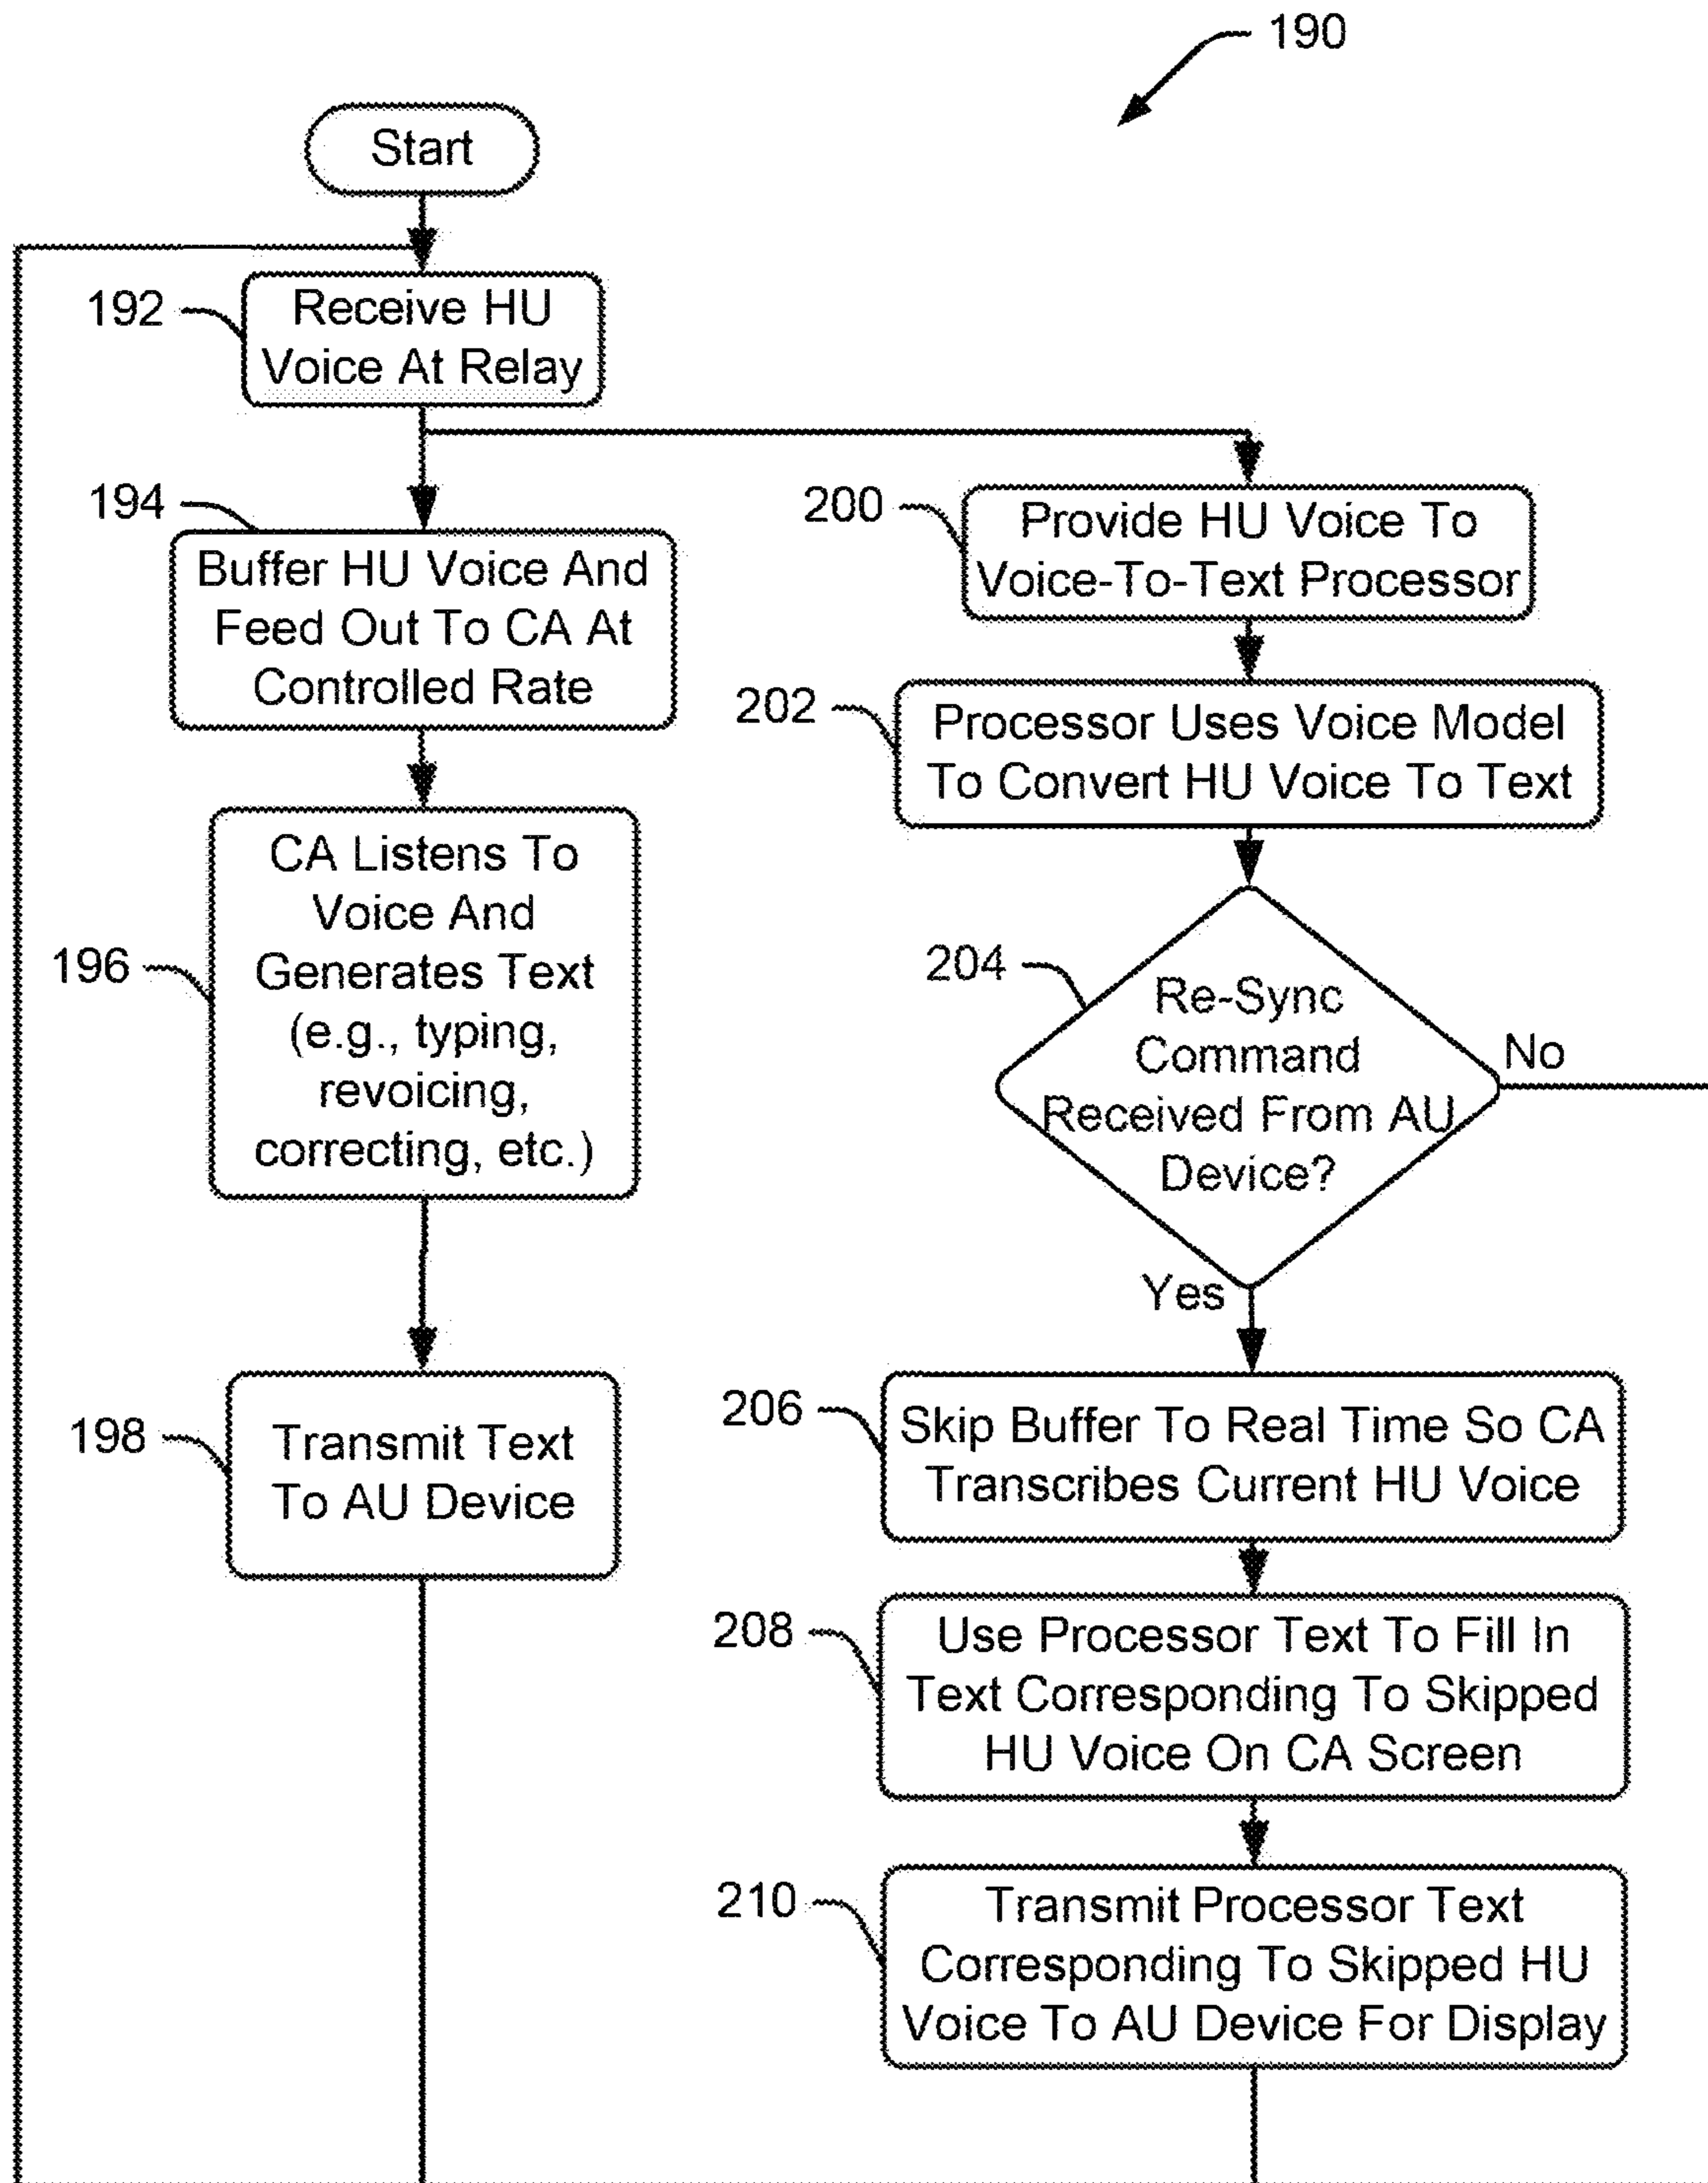 190
Start
192
Receive HU
Voice At Relay
194
Buffer HU Voice And
Feed Out To CA At
Controlled Rate
196
CA Listens To
Voice And
Generates Text
(e.g., typing,
revoicing,
correcting, etc.)
198
Transmit Text
To AU Device
200
Provide HU Voice To
Voice-To-Text Processor
202
Processor Uses Voice Model
To Convert HU Voice To Text
204
Re-Sync
Command
Received From AU
Device?
No
Yes
206
Skip Buffer To Real Time So CA
Transcribes Current HU Voice
208
Use Processor Text To Fill In
Text Corresponding To Skipped
HU Voice On CA Screen
210
Transmit Processor Text
Corresponding To Skipped HU
Voice To AU Device For Display